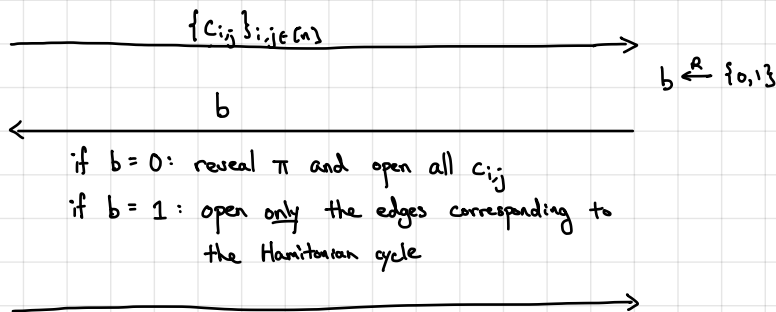 {c_{i,j}}_{i,j∈[n]}
b ←ᴿ {0,1}
b
if b = 0: reveal π and open all c_{i,j}
if b = 1: open only the edges corresponding to
the Hamitonian cycle